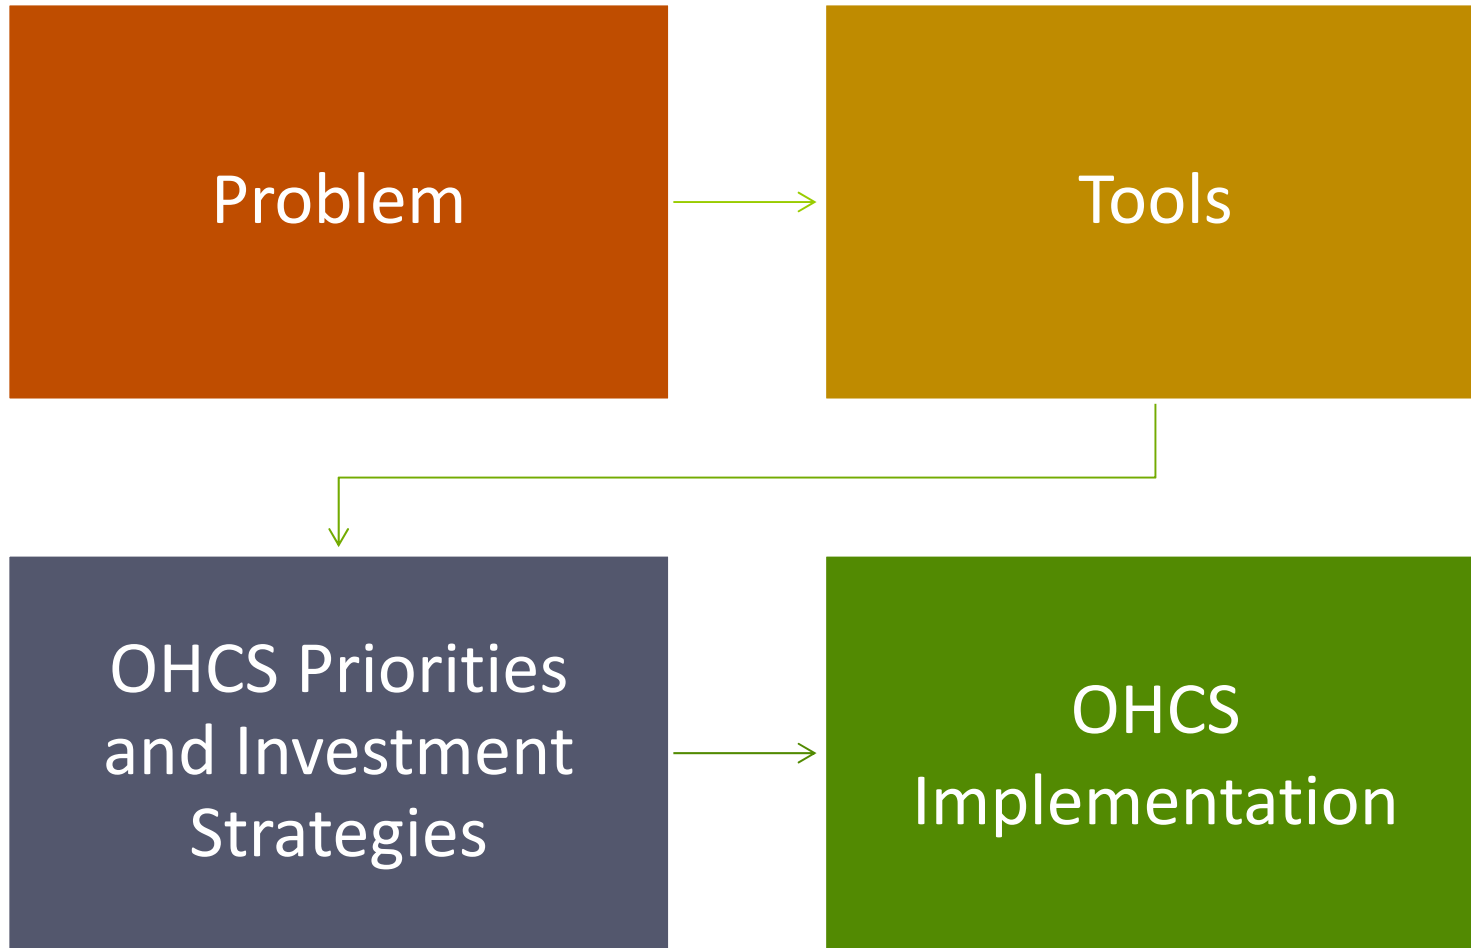 Problem
Tools
OHCS Priorities
and Investment
Strategies
OHCS
Implementation